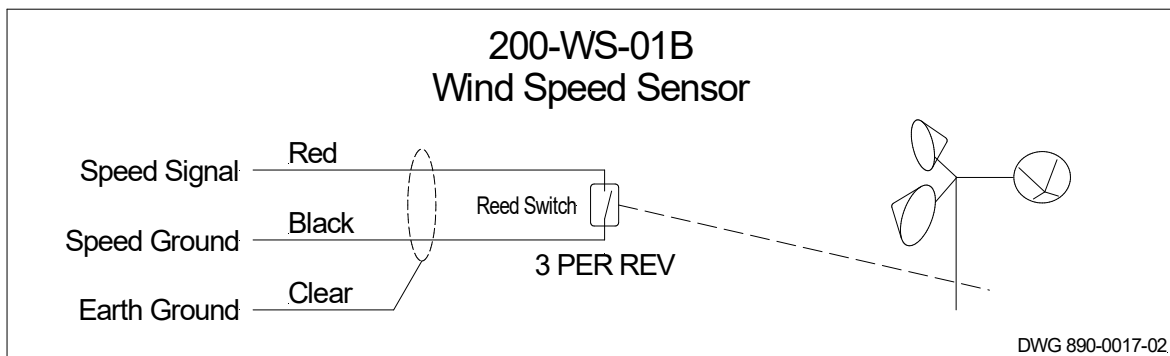 200-WS-01B
Wind Speed Sensor
Speed Signal
Red
Reed Switch
Speed Ground
Black
3 PER REV
Earth Ground
Clear
DWG 890-0017-02